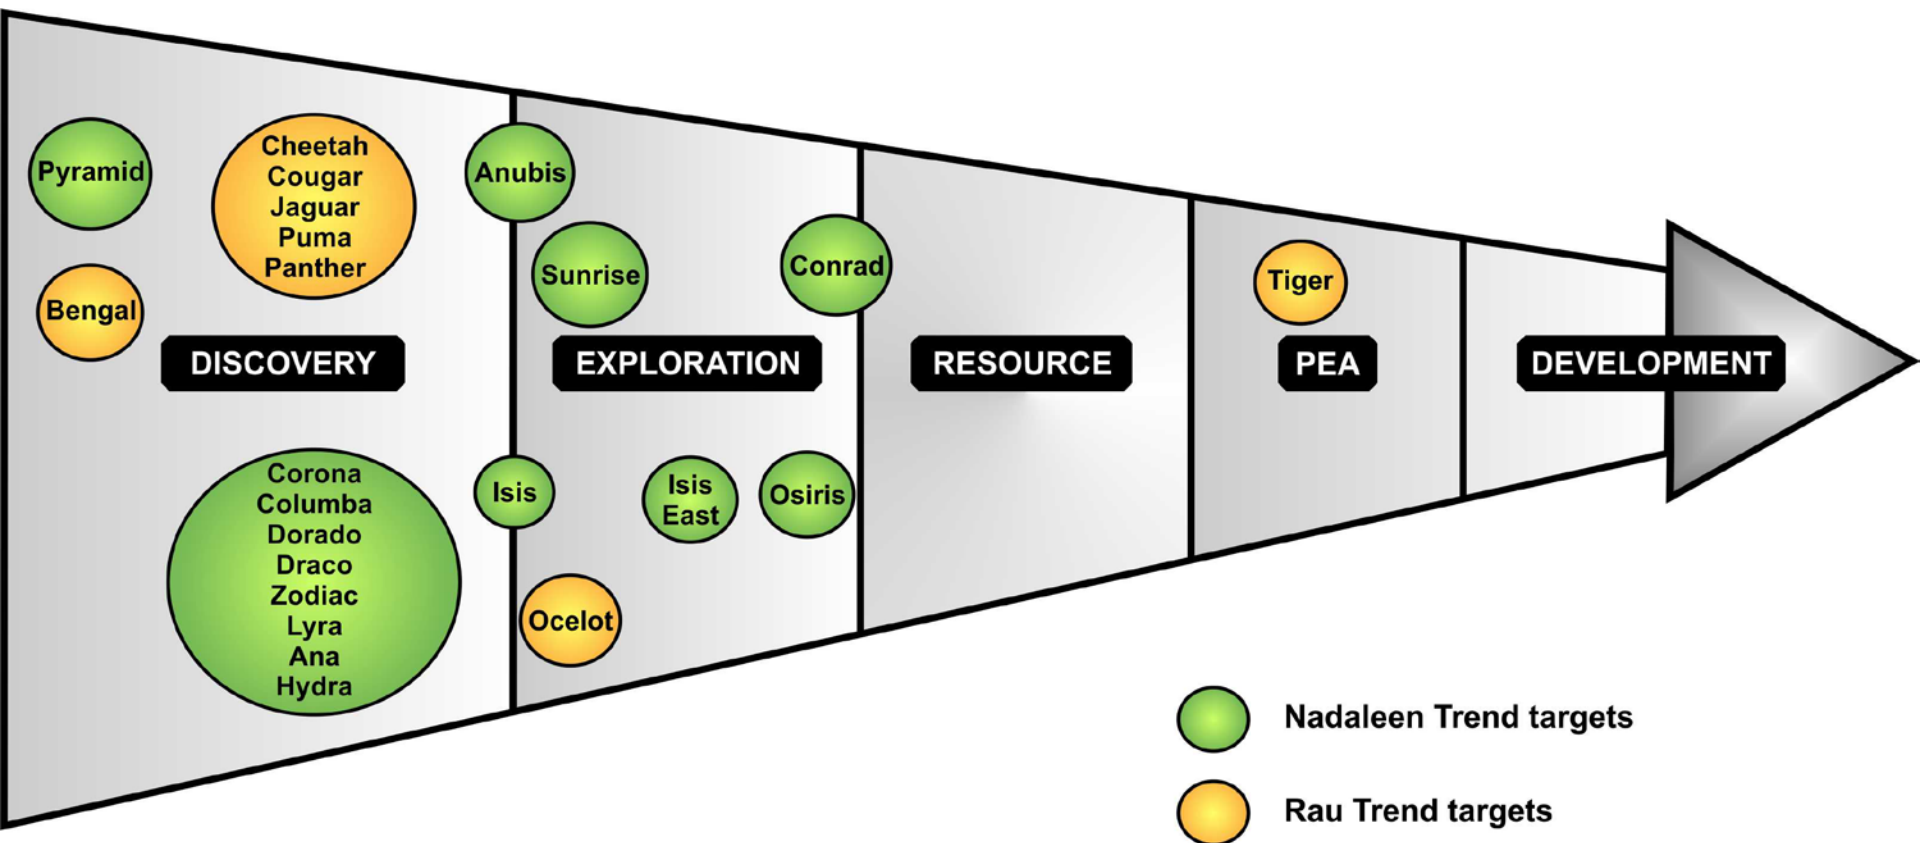 Pyramid
Cheetah
Cougar
Jaguar
Puma
Panther
Bengal
Anubis
Sunrise
Conrad
Tiger
DISCOVERY
EXPLORATION
RESOURCE
PEA
DEVELOPMENT
Corona
Columba
Dorado
Draco
Zodiac
Lyra
Ana
Hydra
Isis
Isis
East
Osiris
Ocelot
Nadaleen Trend targets
Rau Trend targets